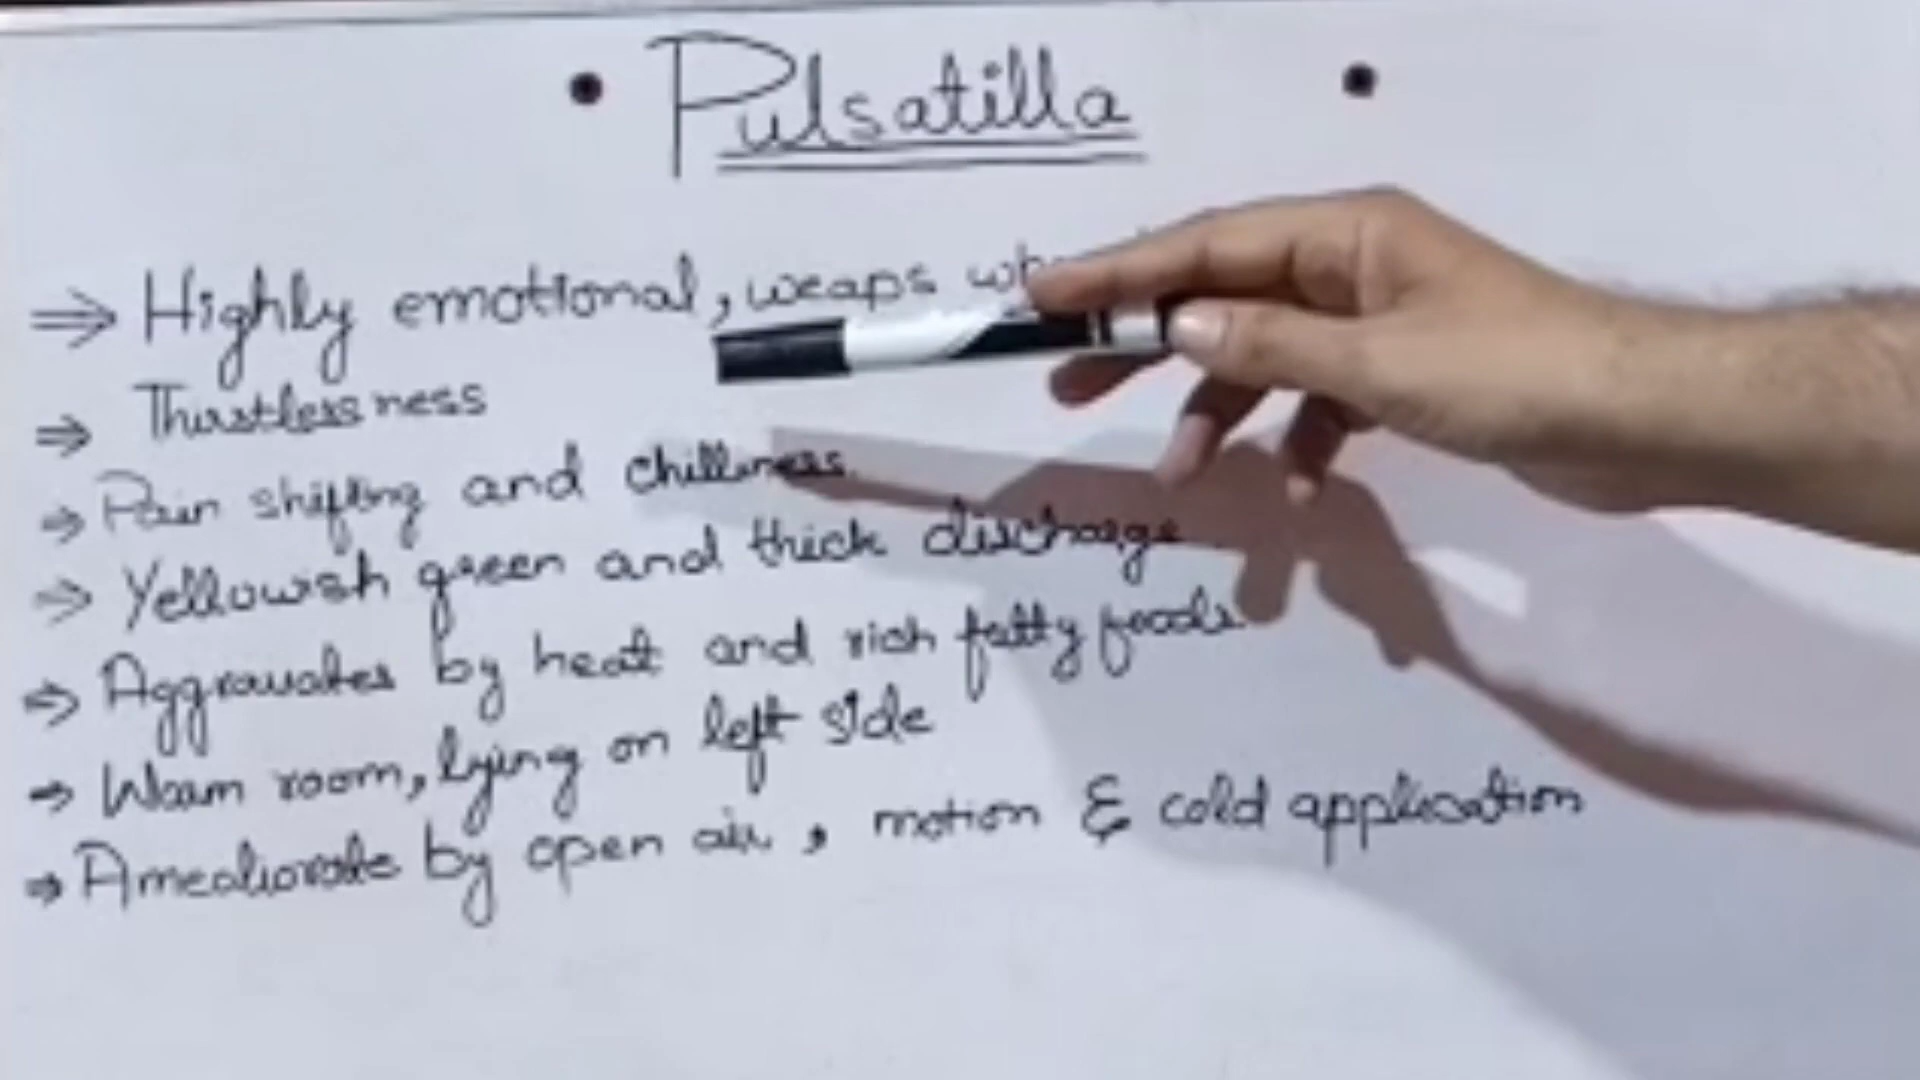 Pulsatilla
⇒ Highly emotional, weaps
⇒ Thirstlessness
⇒ Pain shifting and chilliness
⇒ Yellowish green and thick discharge
⇒ Aggravates by heat and rich fatty foods
⇒ Warm room, lying on left side
⇒ Amealiorate by open air, motion & cold application